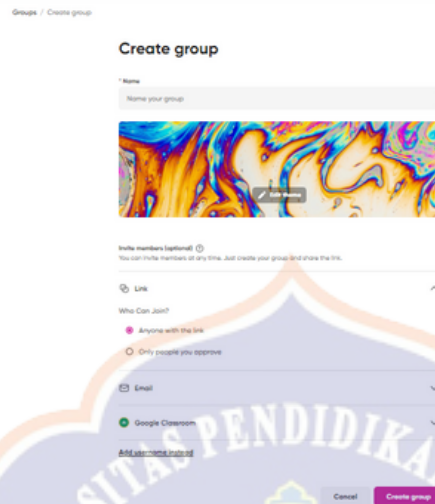 Groups / Create group
Create group
* Name
Name your group
Edit theme
Invite members (optional)
You can invite members at any time. Just create your group and share the link.
Link
Who Can Join?
Anyone with the link
Only people you approve
Email
Google Classroom
Add username instead
Cancel
Create group
ITAS PENDIDIKA